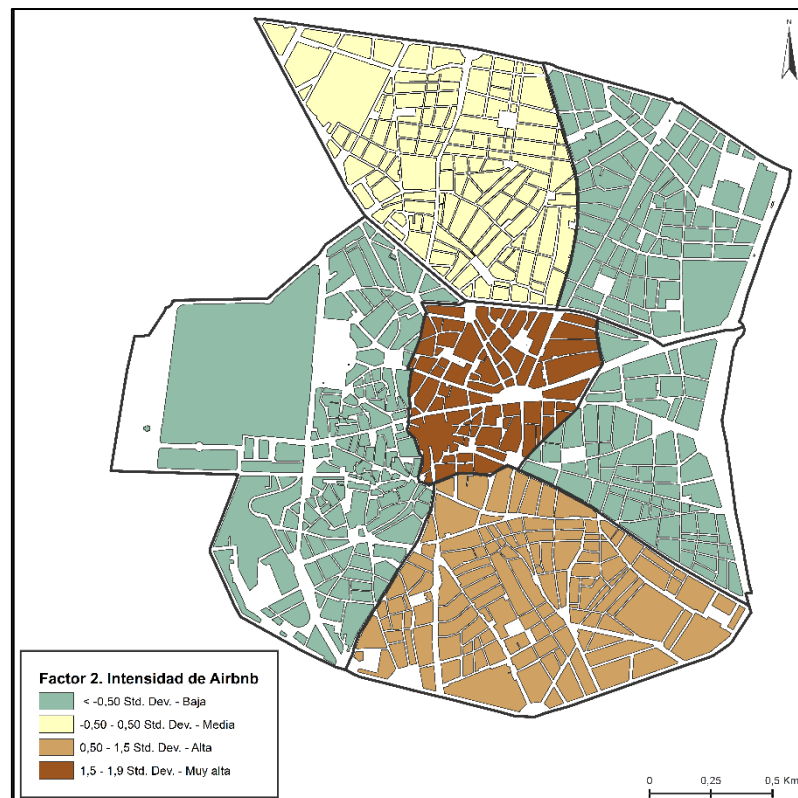 N
Factor 2. Intensidad de Airbnb
< -0,50 Std. Dev. - Baja
-0,50 - 0,50 Std. Dev. - Media
0,50 - 1,5 Std. Dev. - Alta
1,5 - 1,9 Std. Dev. - Muy alta
0 0,25 0,5 Km